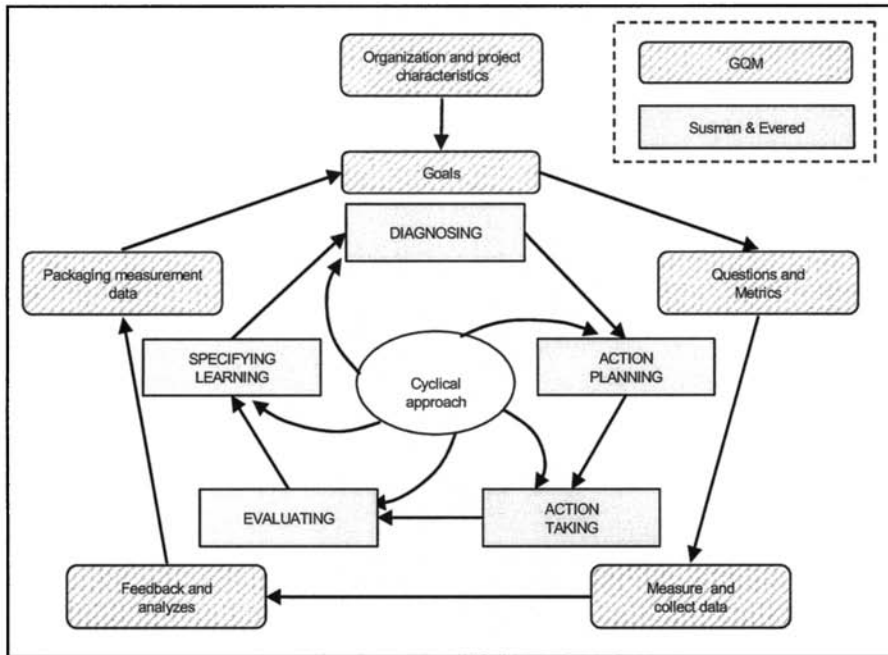 Organization and project
characteristics
GQM
Susman & Evered
Goals
DIAGNOSING
Packaging measurement
data
Questions and
Metrics
SPECIFYING
LEARNING
Cyclical
approach
ACTION
PLANNING
EVALUATING
ACTION
TAKING
Feedback and
analyzes
Measure and
collect data